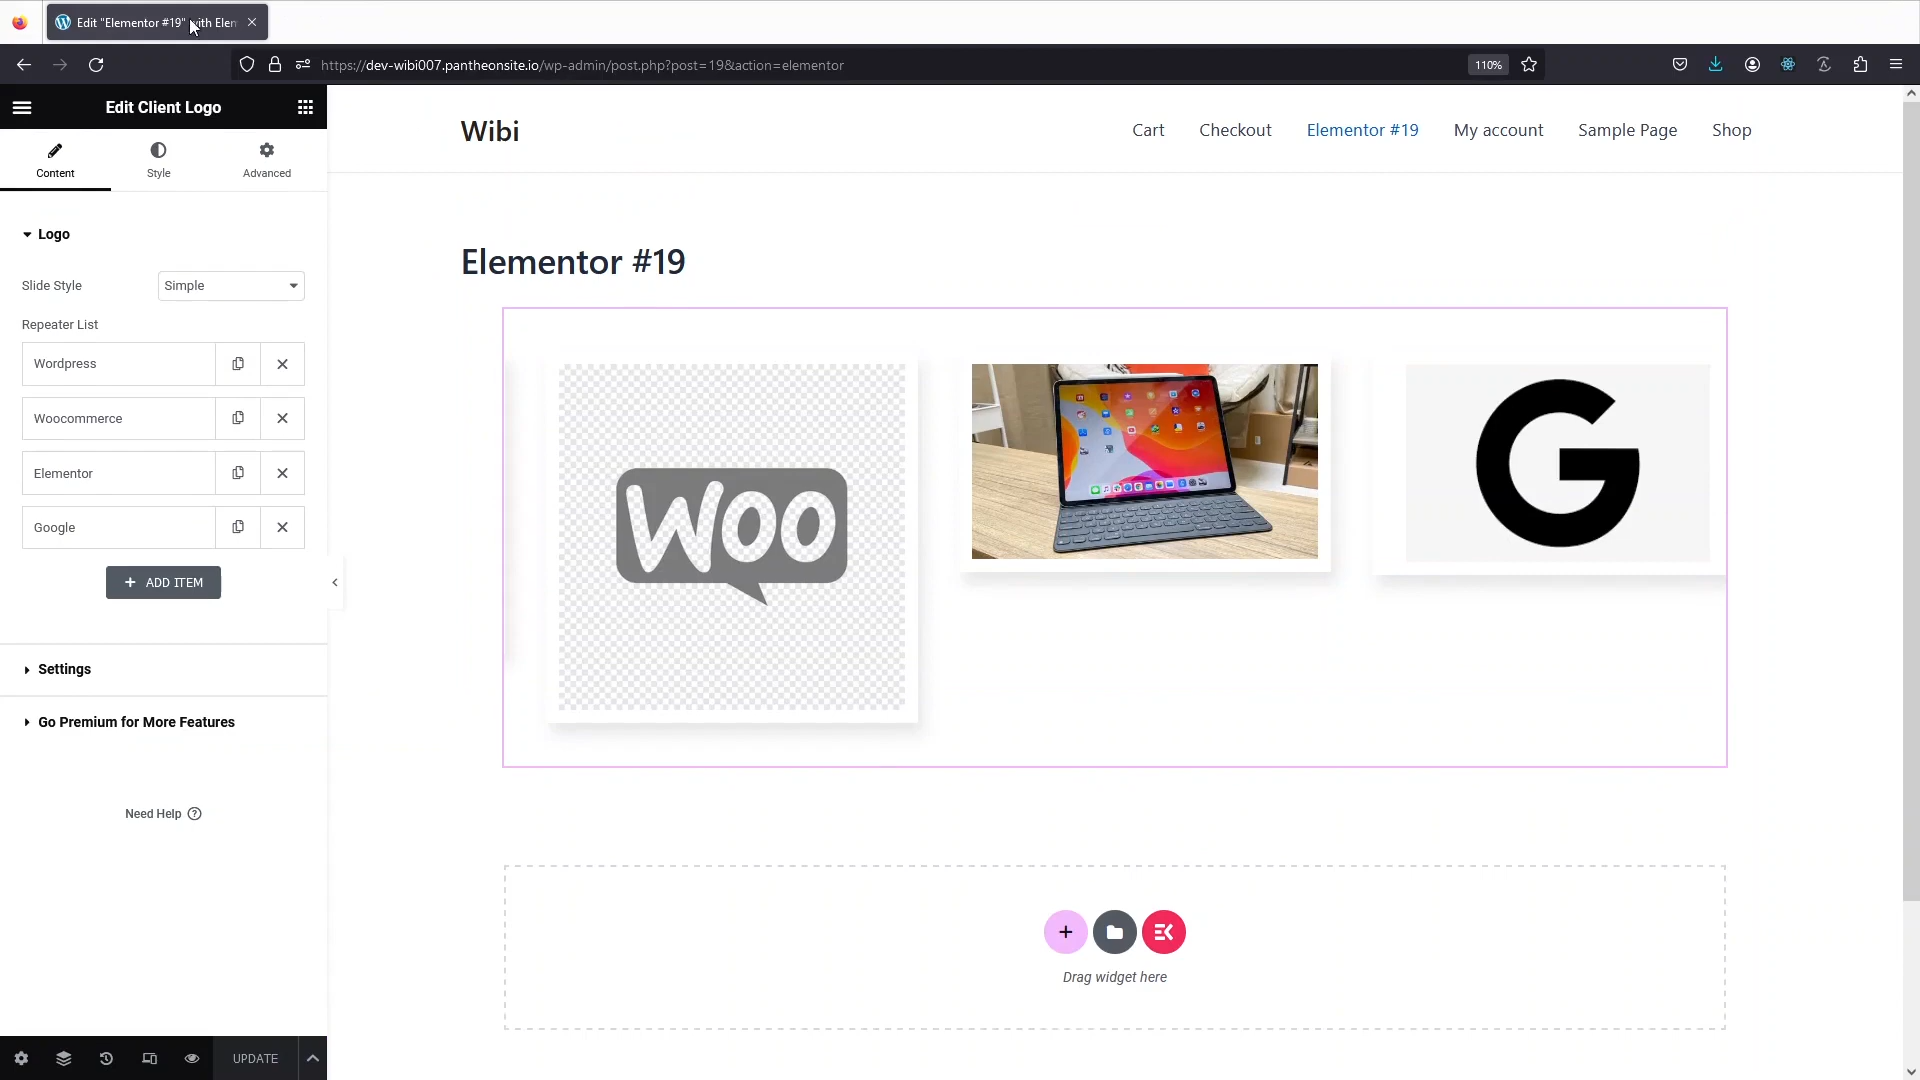 Edit "Elementor #19" with Elem
https://dev-wibi007.pantheonsite.io/wp-admin/post.php?post=19&action=elementor
110%
Edit Client Logo
Content
Style
Advanced
Logo
Slide Style
Simple
Repeater List
Wordpress
Woocommerce
Elementor
Google
+ ADD ITEM
Settings
Go Premium for More Features
Need Help
UPDATE
Wibi
Cart
Checkout
Elementor #19
My account
Sample Page
Shop
Elementor #19
WOO
G
Drag widget here